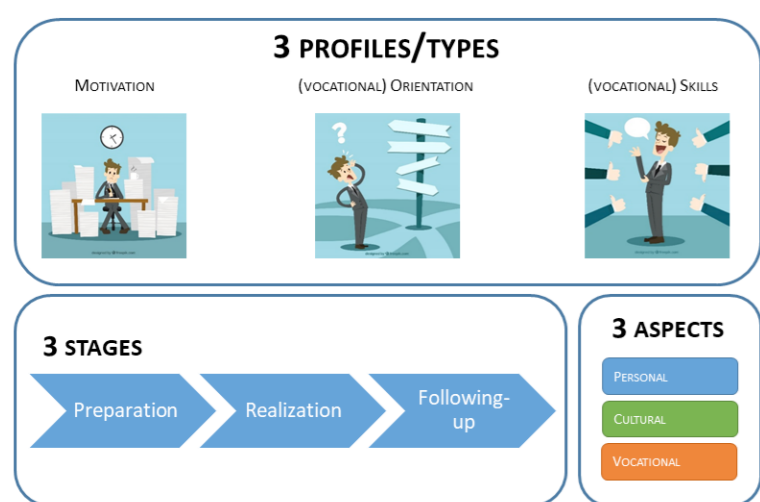 3 PROFILES/TYPES
MOTIVATION
(VOCATIONAL) ORIENTATION
(VOCATIONAL) SKILLS
?
3 STAGES
Preparation
Realization
Following-
up
3 ASPECTS
PERSONAL
CULTURAL
VOCATIONAL